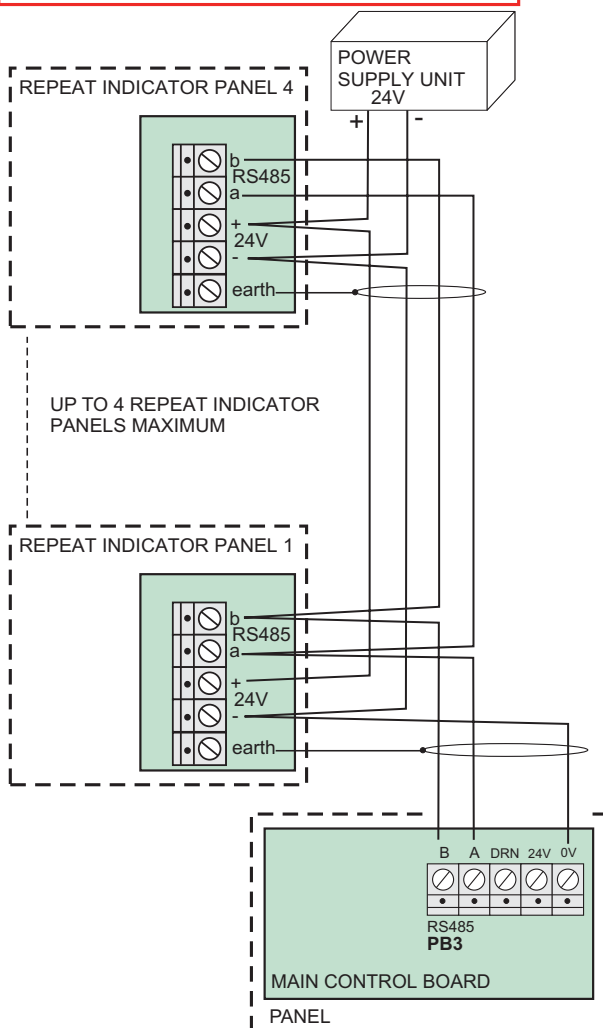 POWER
SUPPLY UNIT
24V
+ -
REPEAT INDICATOR PANEL 4
b
RS485
a
+
24V
-
earth
UP TO 4 REPEAT INDICATOR
PANELS MAXIMUM
REPEAT INDICATOR PANEL 1
b
RS485
a
+
24V
-
earth
B A DRN 24V 0V
RS485
PB3
MAIN CONTROL BOARD
PANEL